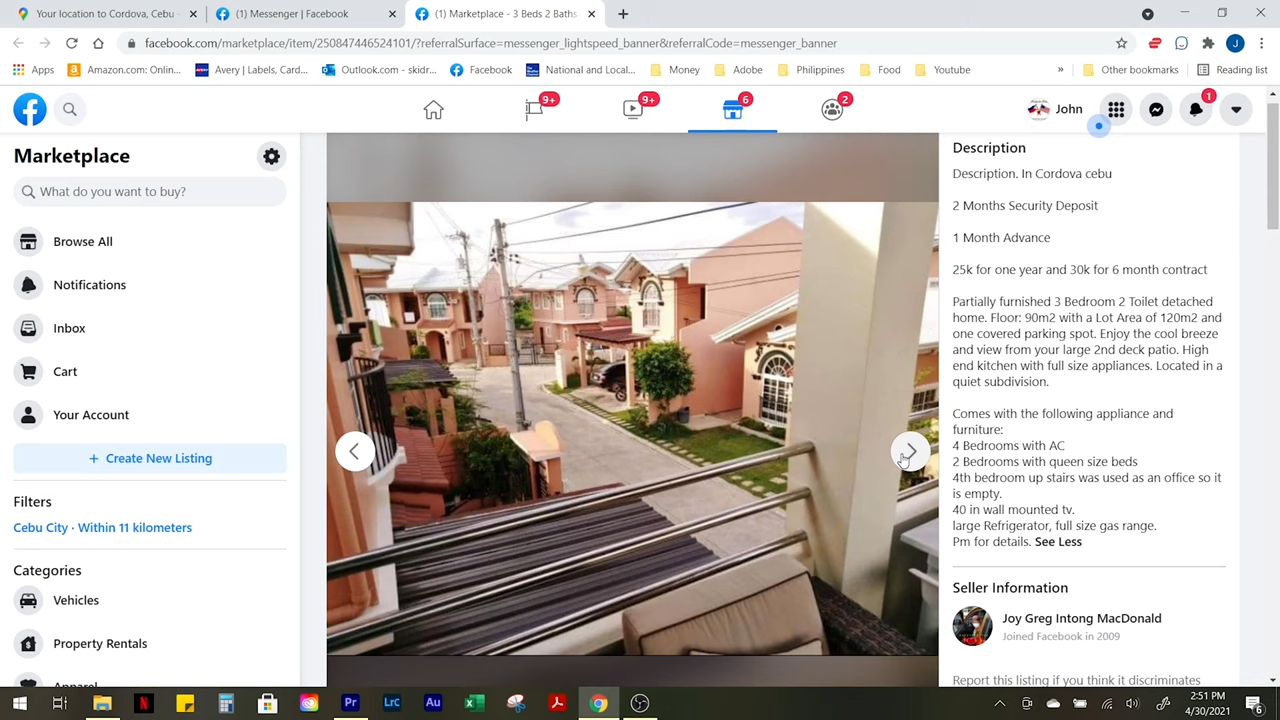 Your location to Cordova, Cebu
(1) Messenger | Facebook
(1) Marketplace - 3 Beds 2 Baths
facebook.com/marketplace/item/250847446524101/?referralSurface=messenger_lightspeed_banner&referralCode=messenger_banner
J
Apps
Amazon.com: Onlin...
Avery | Labels, Card...
Outlook.com - skidr...
Facebook
National and Local...
Money
Adobe
Philippines
Food
Youtube
»
Other bookmarks
Reading list
9+
9+
6
2
John
1
Marketplace
What do you want to buy?
Browse All
Notifications
Inbox
Cart
Your Account
+ Create New Listing
Filters
Cebu City · Within 11 kilometers
Categories
Vehicles
Property Rentals
Apparel
Description
Description. In Cordova cebu
2 Months Security Deposit
1 Month Advance
25k for one year and 30k for 6 month contract
Partially furnished 3 Bedroom 2 Toilet detached
home. Floor: 90m2 with a Lot Area of 120m2 and
one covered parking spot. Enjoy the cool breeze
and view from your large 2nd deck patio. High
end kitchen with full size appliances. Located in a
quiet subdivision.
Comes with the following appliance and
furniture:
4 Bedrooms with AC
2 Bedrooms with queen size beds
4th bedroom up stairs was used as an office so it
is empty.
40 in wall mounted tv.
large Refrigerator, full size gas range.
Pm for details. See Less
Seller Information
Joy Greg Intong MacDonald
Joined Facebook in 2009
Report this listing if you think it discriminates
N
Pr
Lrc
Au
2:51 PM
4/30/2021
6